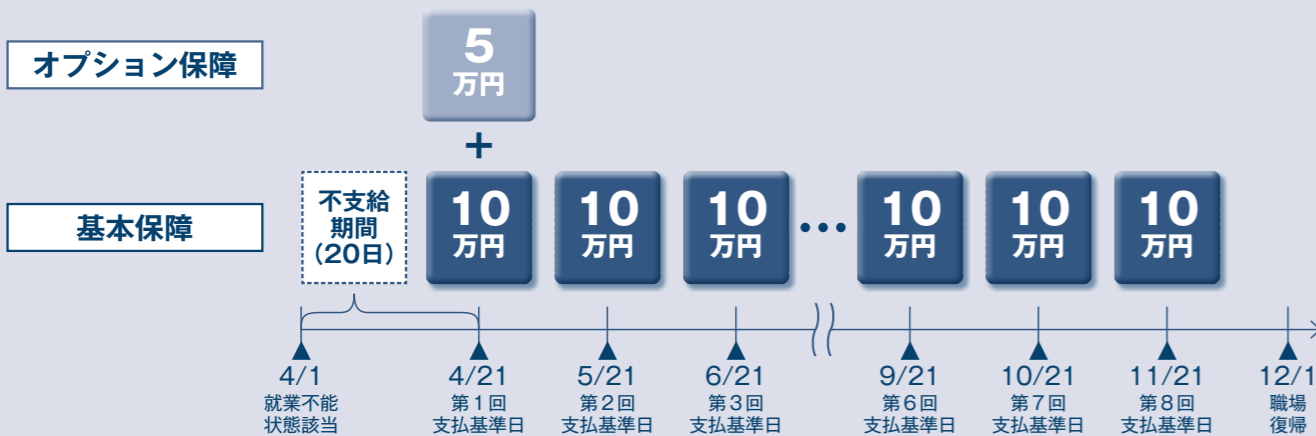 オプション保障
5
万円
+
基本保障
不支給
期間
（20日）
10
万円
10
万円
10
万円
…
10
万円
10
万円
10
万円
4/1
就業不能
状態該当
4/21
第1回
支払基準日
5/21
第2回
支払基準日
6/21
第3回
支払基準日
9/21
第6回
支払基準日
10/21
第7回
支払基準日
11/21
第8回
支払基準日
12/1
職場
復帰